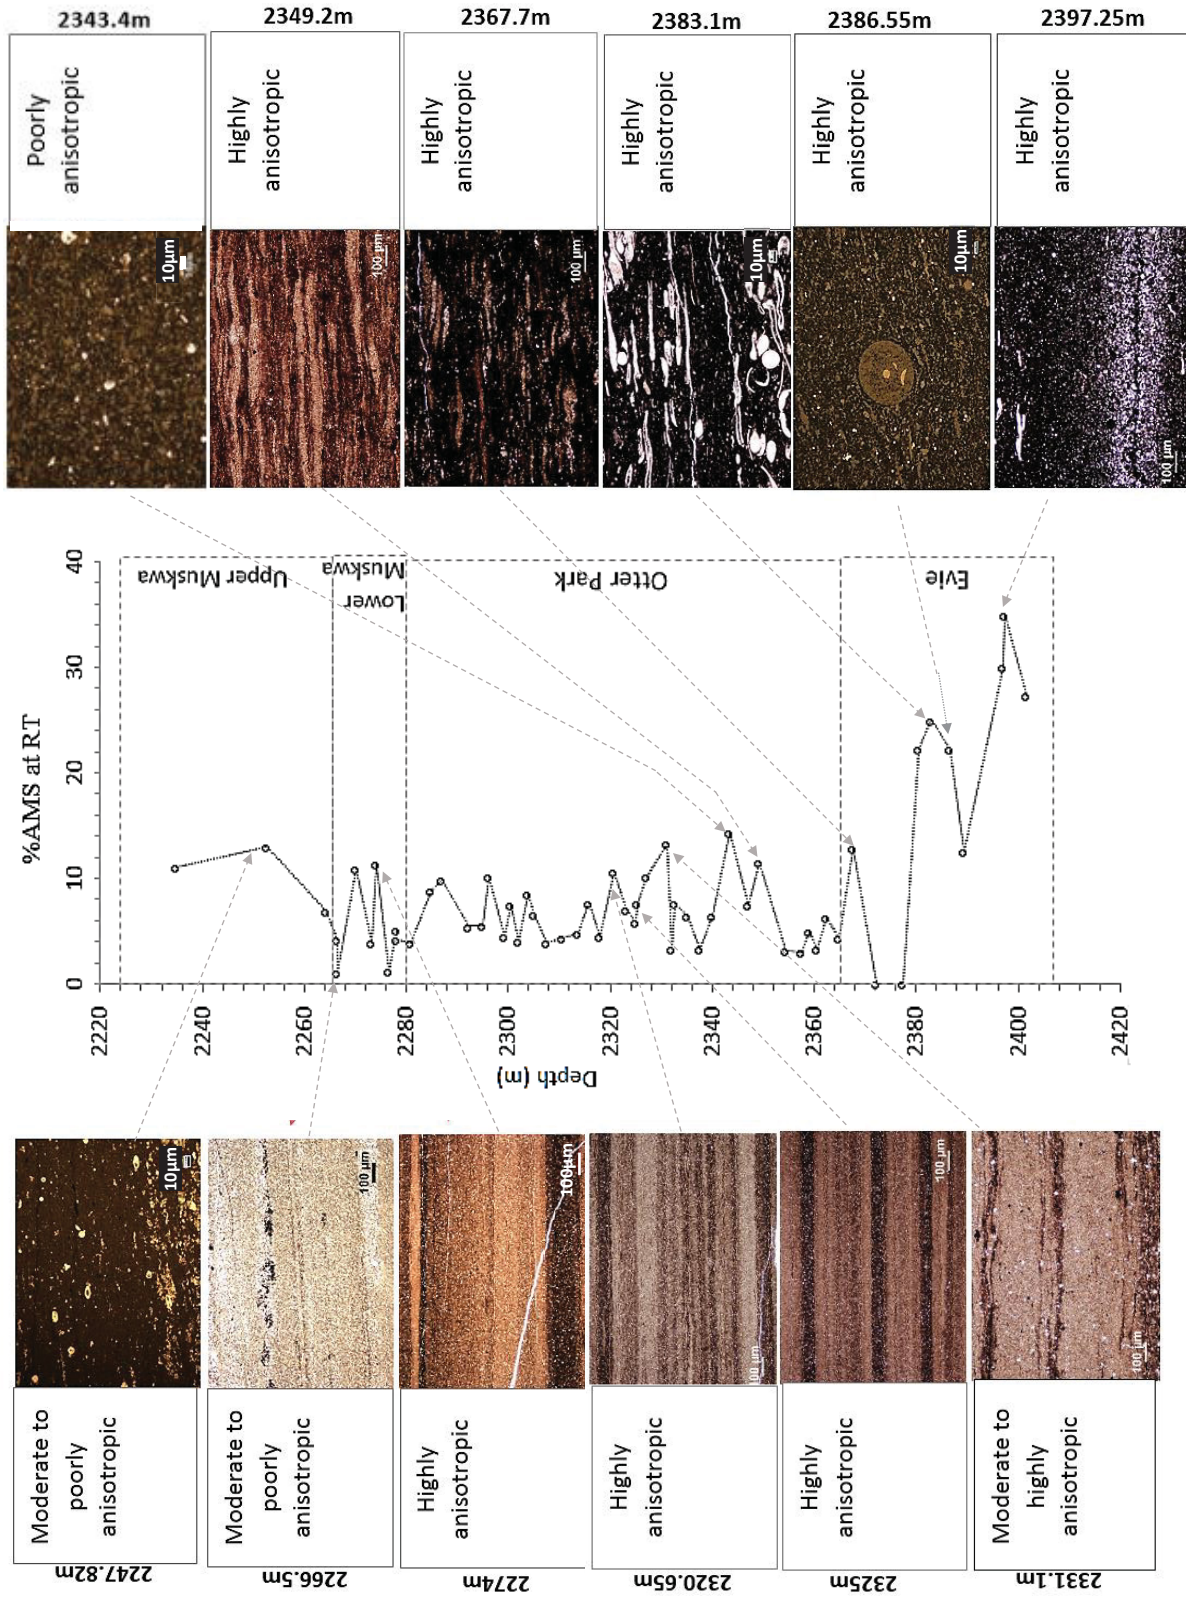 2343.4m
2349.2m
2367.7m
2383.1m
2386.55m
2397.25m
Poorly
anisotropic
Highly
anisotropic
Highly
anisotropic
Highly
anisotropic
Highly
anisotropic
Highly
anisotropic
10μm
100 μm
100 μm
10μm
10μm
100 μm
%AMS at RT
40
30
20
10
0
Upper Muskwa
Lower
Muskwa
Otter Park
Evie
2220
2240
2260
2280
2300
2320
2340
2360
2380
2400
2420
Depth (m)
10μm
100 μm
100μm
100 μm
100 μm
100 μm
Moderate to
poorly
anisotropic
Moderate to
poorly
anisotropic
Highly
anisotropic
Highly
anisotropic
Highly
anisotropic
Moderate to
highly
anisotropic
2247.82m
2266.5m
2274m
2320.65m
2325m
2331.1m